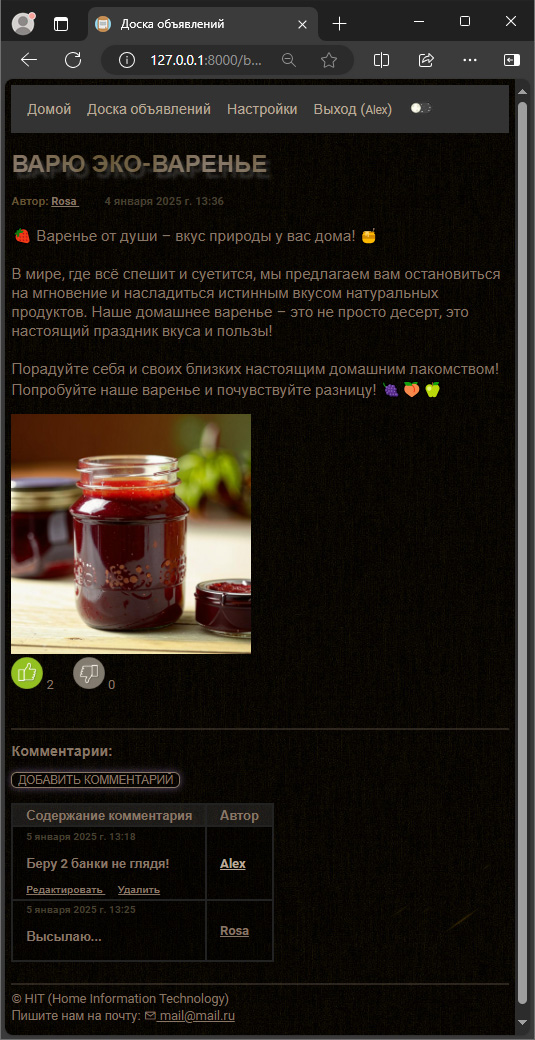 Доска объявлений
127.0.0.1:8000/b...
Домой Доска объявлений Настройки Выход (Alex)
ВАРЮ ЭКО-ВАРЕНЬЕ
Автор: Rosa 4 января 2025 г. 13:36
🍓 Варенье от души – вкус природы у вас дома! 🍯
В мире, где всё спешит и суетится, мы предлагаем вам остановиться
на мгновение и насладиться истинным вкусом натуральных
продуктов. Наше домашнее варенье – это не просто десерт, это
настоящий праздник вкуса и пользы!
Порадуйте себя и своих близких настоящим домашним лакомством!
Попробуйте наше варенье и почувствуйте разницу! 🍇 🍑 🍏
2 0
Комментарии:
ДОБАВИТЬ КОММЕНТАРИЙ
Содержание комментария Автор
5 января 2025 г. 13:18
Беру 2 банки не глядя! Alex
Редактировать Удалить
5 января 2025 г. 13:25
Высылаю... Rosa
© HIT (Home Information Technology)
Пишите нам на почту: mail@mail.ru